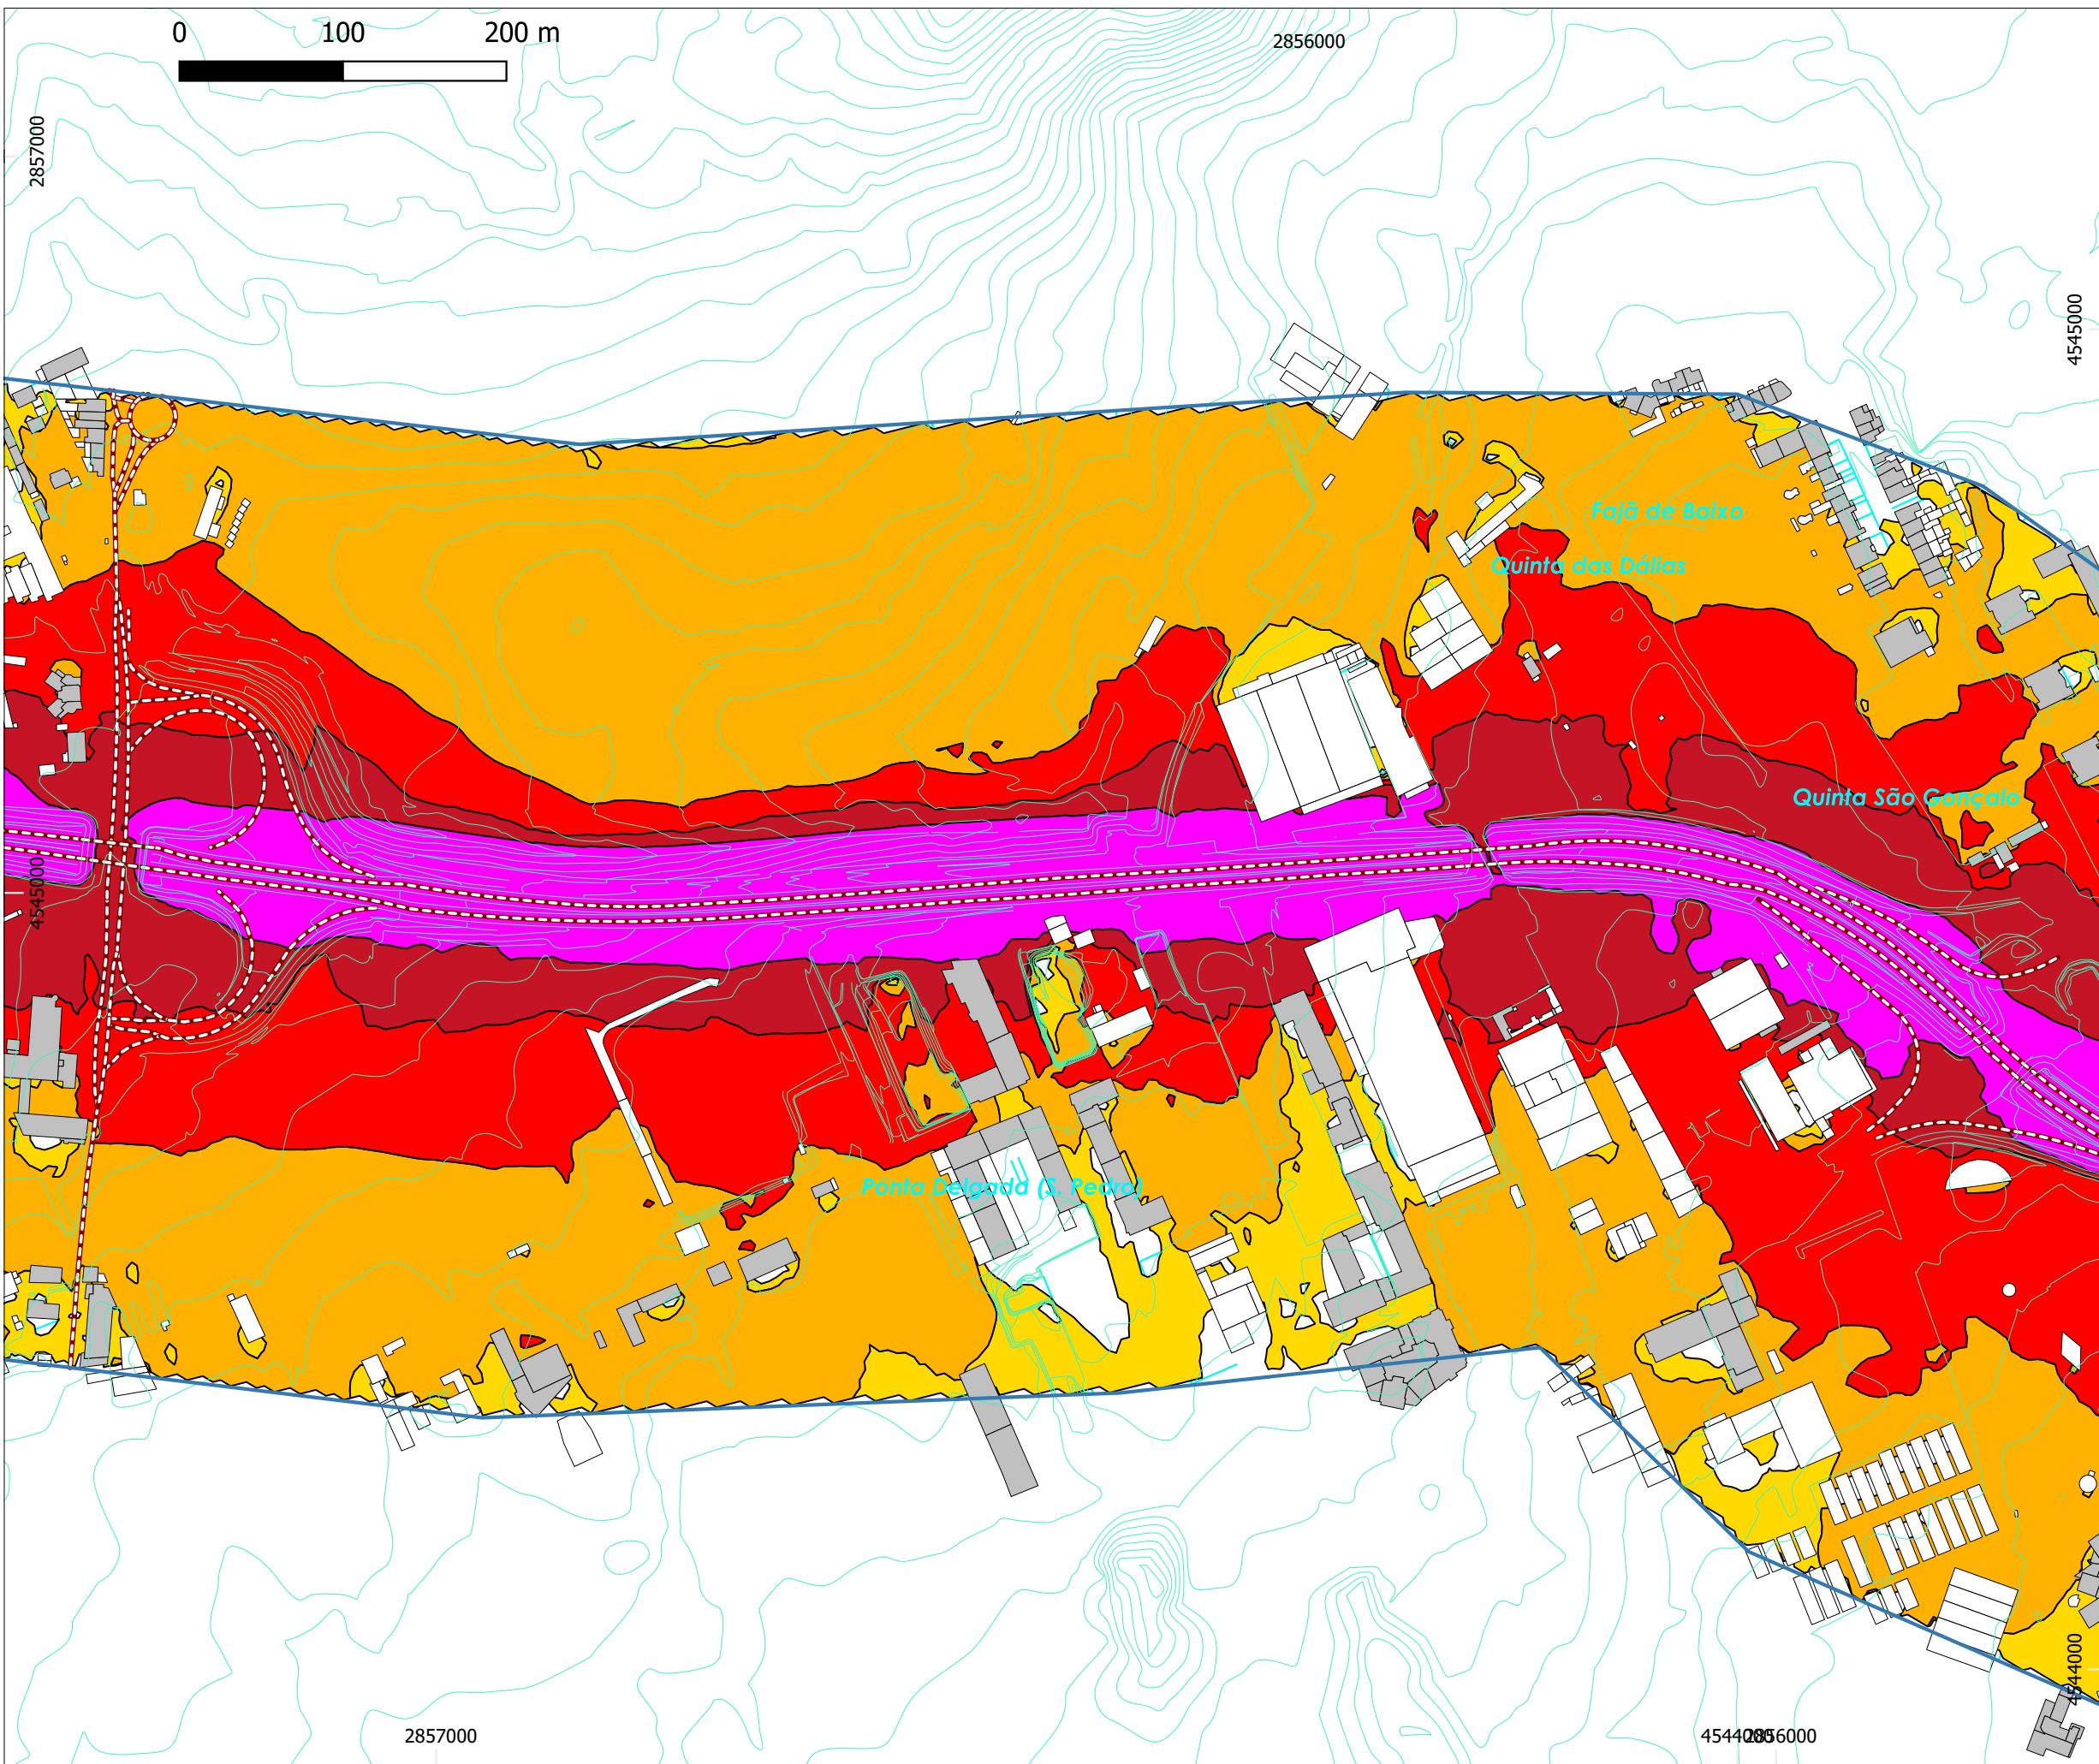 0 100 200 m
2856000
2857000
4545000
Fajã de Baixo
Quinta das Dálias
Quinta São Gonçalo
4545000
Ponta Delgada (S. Pedro)
4544000
2857000
4544000
2856000